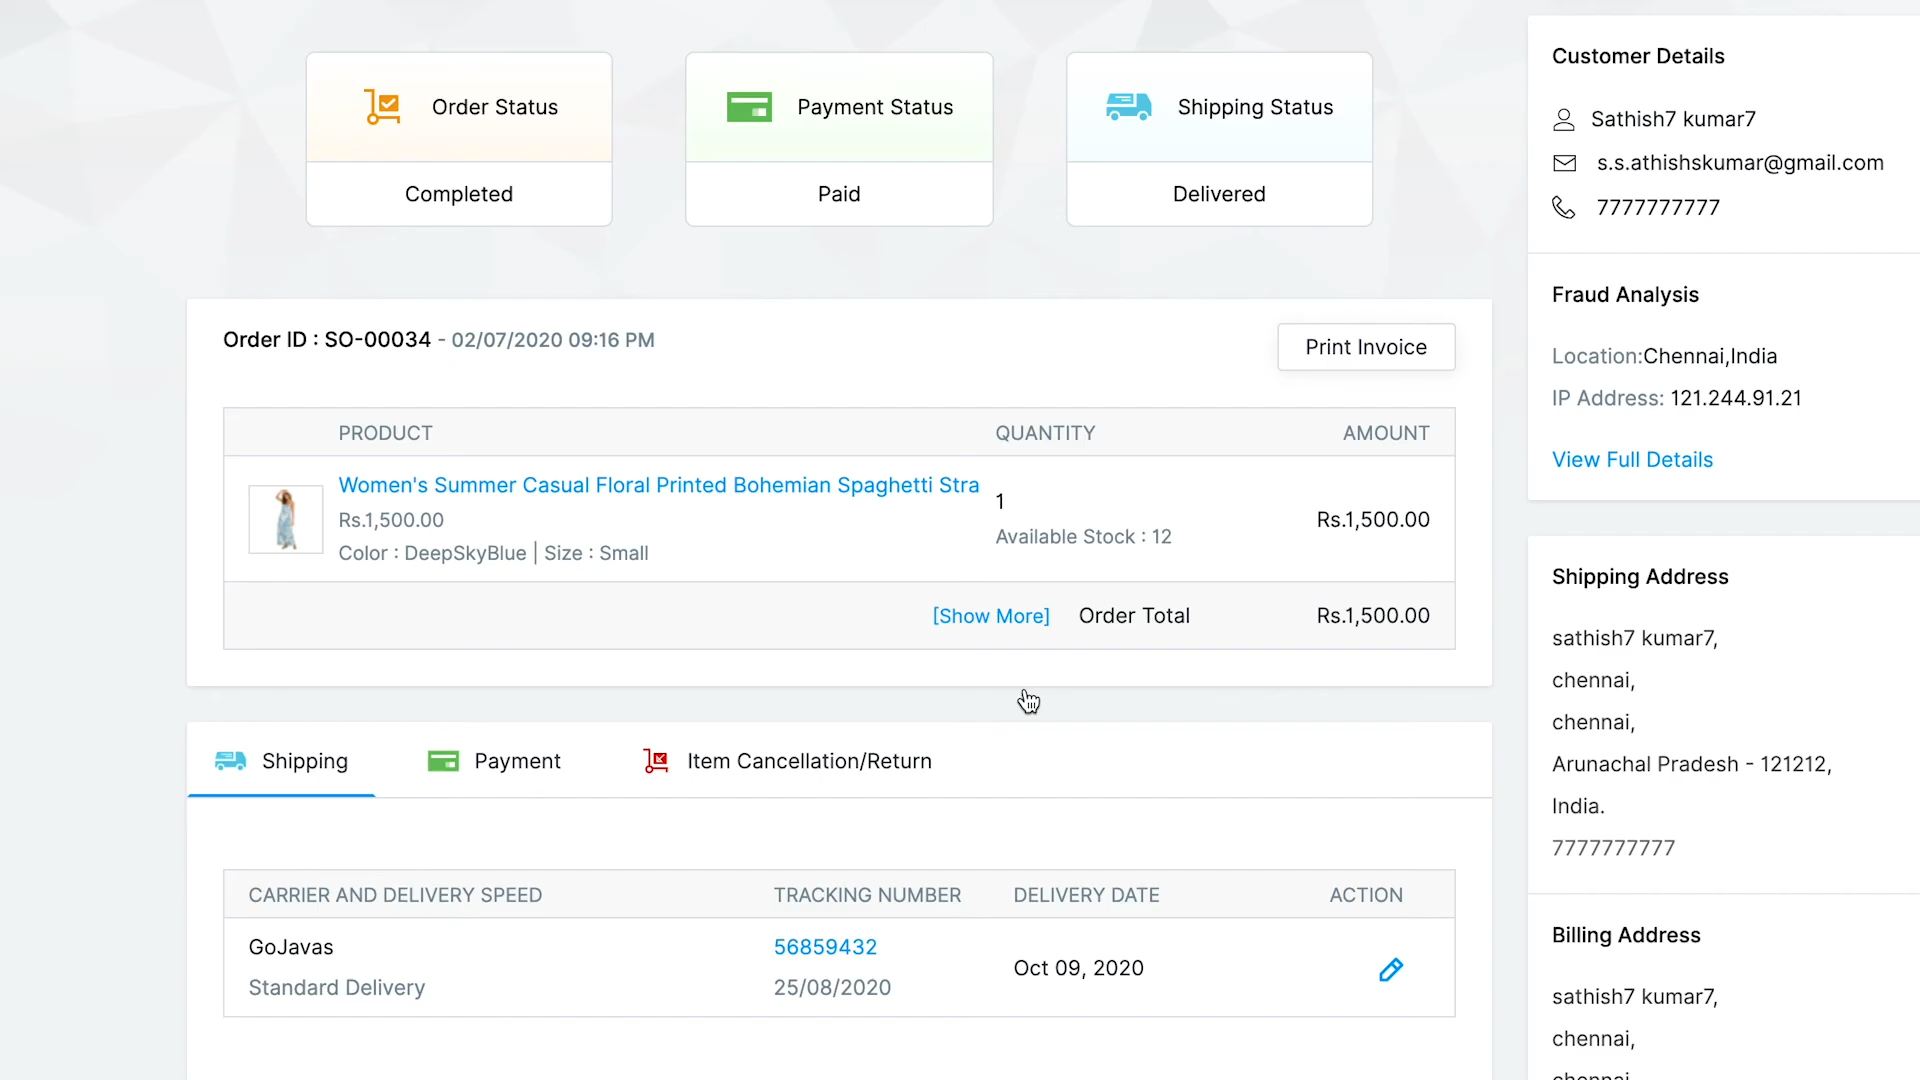 Order Status
Completed
Payment Status
Paid
Shipping Status
Delivered
Order ID : SO-00034 - 02/07/2020 09:16 PM
Print Invoice
PRODUCT QUANTITY AMOUNT
Women's Summer Casual Floral Printed Bohemian Spaghetti Stra
Rs.1,500.00
Color : DeepSkyBlue | Size : Small
1
Available Stock : 12
Rs.1,500.00
[Show More] Order Total Rs.1,500.00
Shipping Payment Item Cancellation/Return
CARRIER AND DELIVERY SPEED TRACKING NUMBER DELIVERY DATE ACTION
GoJavas
Standard Delivery
56859432
25/08/2020
Oct 09, 2020
Customer Details
Sathish7 kumar7
s.s.athishskumar@gmail.com
7777777777
Fraud Analysis
Location:Chennai,India
IP Address: 121.244.91.21
View Full Details
Shipping Address
sathish7 kumar7,
chennai,
chennai,
Arunachal Pradesh - 121212,
India.
7777777777
Billing Address
sathish7 kumar7,
chennai,